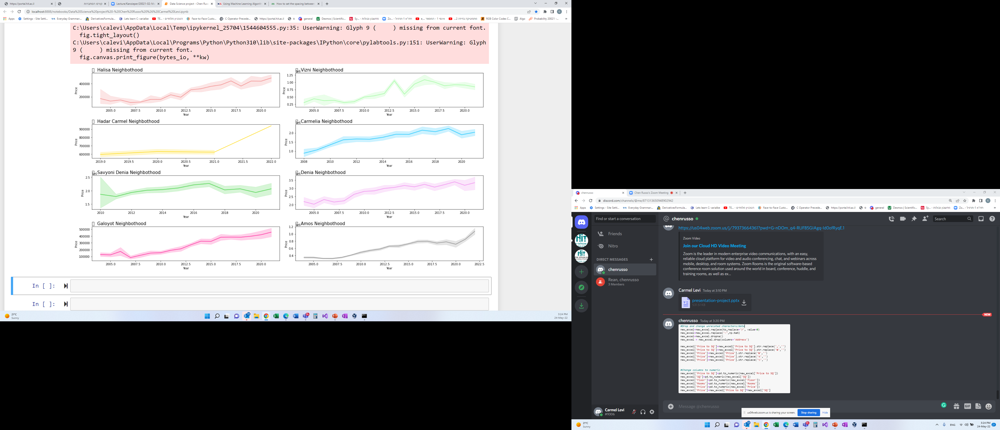 https://portal.hit.ac.il
קורס: הסתברות
Lecture/Kanzieper/20021-02: Mo
Data Science project - Chen Russ
Using Machine Learning Algorith
How to set the spacing between
localhost:8888/notebooks/Data%20Science%20project%20-%20Chen%20Russo%20%26%20Carmel%20Levi.ipynb
Apps
Settings - Site Setti...
Everyday Grammar:...
DerivativesFormula...
Lets learn C: varialbe
TE... - הטכניון מלמדים
Face-to-Face Custo...
C Operator Precede...
https://portal.hit.ac.il
פ
general
Desmos | Scientific...
Sy... - מחשבון גבולות
Zo... - חדו"א 1-תרגיל
e,... אינפי 1 - המספר
2... מתמטיקה בדידה
RGB Color Codes C...
Algo
Probability 20021 -...
C:\Users\calevi\AppData\Local\Temp\ipykernel_25704\1544604555.py:35: UserWarning: Glyph 9 ( ) missing from current font.
fig.tight_layout()
C:\Users\calevi\AppData\Local\Programs\Python\Python310\lib\site-packages\IPython\core\pylabtools.py:151: UserWarning: Glyph
9 ( ) missing from current font.
fig.canvas.print_figure(bytes_io, **kw)
Halisa Neighbothood
400000
200000
Price
2005.0 2007.5 2010.0 2012.5 2015.0 2017.5 2020.0
Year
1e6
Vizni Neighbothood
1.25
1.00
0.75
0.50
0.25
Price
2005.0 2007.5 2010.0 2012.5 2015.0 2017.5 2020.0
Year
Hadar Carmel Neighbothood
900000
800000
700000
600000
Price
2019.0 2019.5 2020.0 2020.5 2021.0 2021.5 2022.0
Year
1e6
Carmelia Neighbothood
2.0
1.5
1.0
Price
2008 2010 2012 2014 2016 2018 2020
Year
1e6
Savyoni Denia Neighbothood
2.5
2.0
1.5
Price
2010 2012 2014 2016 2018 2020
Year
1e6
Denia Neighbothood
3.5
3.0
2.5
2.0
Price
2005.0 2007.5 2010.0 2012.5 2015.0 2017.5 2020.0
Year
Galoyot Neighbothood
500000
400000
300000
200000
100000
Price
2005.0 2007.5 2010.0 2012.5 2015.0 2017.5 2020.0
Year
1e6
Amos Neighbothood
1.2
1.0
0.8
0.6
0.4
Price
2005.0 2007.5 2010.0 2012.5 2015.0 2017.5 2020.0 2022.5
Year
In [ ]:
In [ ]:
21°C
Sunny
3:24 PM
24-May-22
chenrusso
Chen Russo's Zoom Meeting
discord.com/channels/@me/871313650948902942
Apps
Settings - Site Setti...
Everyday Grammar:...
DerivativesFormula...
Lets learn C: varialbe
TE... - הטכניון מלמדים
Face-to-Face Custo...
C Operator Precede...
https://portal.hit.ac.il
פ
general
Desmos | Scientific...
Sy... - מחשבון גבולות
Zo... - חדו"א 1-תרגיל
Find or start a conversation
Friends
Nitro
DIRECT MESSAGES
chenrusso
Rean, chenrusso
3 Members
Carmel Levi
#9306
@ chenrusso
Search
https://us04web.zoom.us/j/79373664361?pwd=G-nDOm_q4-RUFB5GIAgq-Id0ofRyqE.1
Zoom Video
Join our Cloud HD Video Meeting
Zoom is the leader in modern enterprise video communications, with an easy,
reliable cloud platform for video and audio conferencing, chat, and webinars across
mobile, desktop, and room systems. Zoom Rooms is the original software-based
conference room solution used around the world in board, conference, huddle, and
training rooms, as well as ex...
Carmel Levi Today at 3:10 PM
presentation-project.pptx
531.51 KB
NEW
chenrusso Today at 3:20 PM
#Drop and change unrelated characters/data
new_excel=new_excel.replace(to_replace='ק', value=0)
new_excel=new_excel.replace('-',np.NaN)
new_excel=new_excel.dropna()
new_excel = new_excel.drop(columns='Address')
new_excel['Price to SQ']=new_excel['Price to SQ'].str.replace(',','')
new_excel['Price to SQ']=new_excel['Price to SQ'].str.replace('₪','')
new_excel['Price']=new_excel['Price'].str.replace('₪','')
#Change columns to numeric
new_excel['Price to SQ']=pd.to_numeric(new_excel['Price to SQ'])
new_excel['SQ']=pd.to_numeric(new_excel['SQ'])
new_excel['Floor']=pd.to_numeric(new_excel['Floor'])
new_excel['Rooms']=pd.to_numeric(new_excel['Rooms'])
new_excel['Price']=pd.to_numeric(new_excel['Price'])
new_excel['Price']=new_excel['Price to SQ']*new_excel['SQ']
Message @chenrusso
GIF
us04web.zoom.us is sharing your screen.
Stop sharing
Hide
21°C
Sunny
ENG
3:24 PM
24-May-22
21